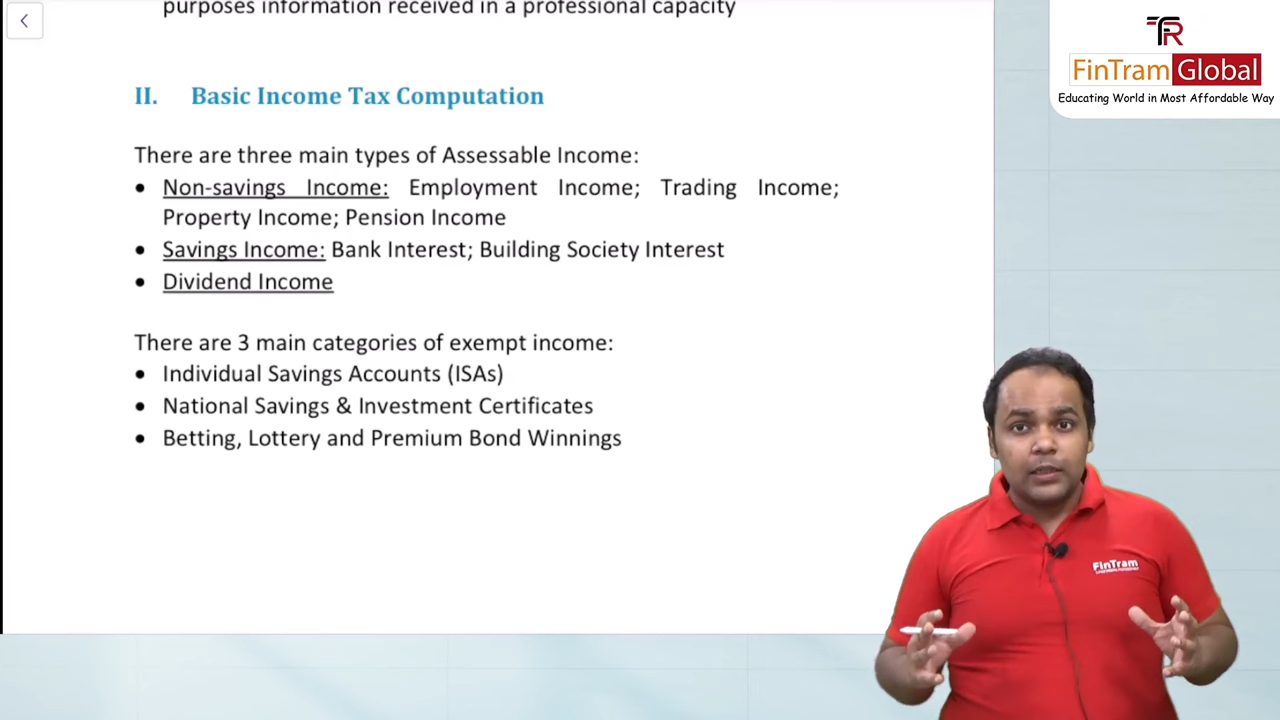 purposes information received in a professional capacity
TR
FinTram Global
Educating World in Most Affordable Way
II. Basic Income Tax Computation
There are three main types of Assessable Income:
• Non-savings Income: Employment Income; Trading Income;
Property Income; Pension Income
• Savings Income: Bank Interest; Building Society Interest
• Dividend Income
There are 3 main categories of exempt income:
• Individual Savings Accounts (ISAs)
• National Savings & Investment Certificates
• Betting, Lottery and Premium Bond Winnings
FinTram